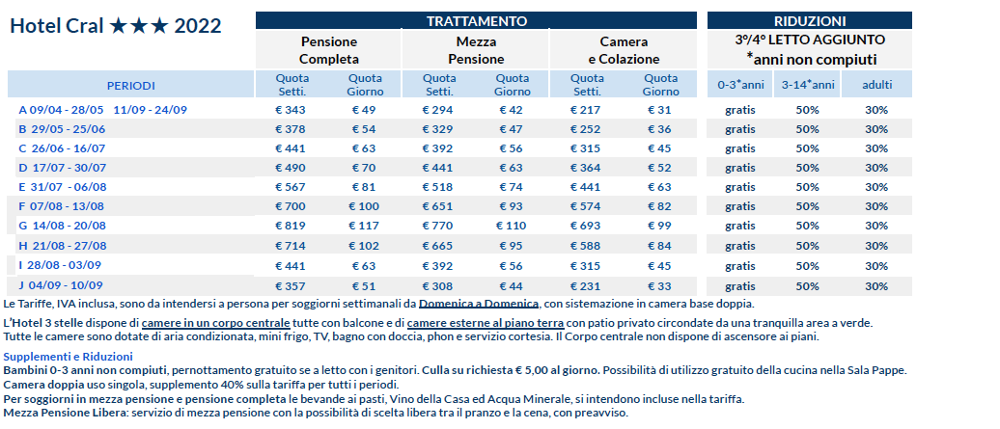 Hotel Cral ★★★ 2022
TRATTAMENTO RIDUZIONI
Pensione Completa Mezza Pensione Camera e Colazione 3°/4° LETTO AGGIUNTO *anni non compiuti
PERIODI Quota Setti. Quota Giorno Quota Setti. Quota Giorno Quota Setti. Quota Giorno 0-3*anni 3-14*anni adulti
A 09/04 - 28/05 11/09 - 24/09 € 343 € 49 € 294 € 42 € 217 € 31 gratis 50% 30%
B 29/05 - 25/06 € 378 € 54 € 329 € 47 € 252 € 36 gratis 50% 30%
C 26/06 - 16/07 € 441 € 63 € 392 € 56 € 315 € 45 gratis 50% 30%
D 17/07 - 30/07 € 490 € 70 € 441 € 63 € 364 € 52 gratis 50% 30%
E 31/07 - 06/08 € 567 € 81 € 518 € 74 € 441 € 63 gratis 50% 30%
F 07/08 - 13/08 € 700 € 100 € 651 € 93 € 574 € 82 gratis 50% 30%
G 14/08 - 20/08 € 819 € 117 € 770 € 110 € 693 € 99 gratis 50% 30%
H 21/08 - 27/08 € 714 € 102 € 665 € 95 € 588 € 84 gratis 50% 30%
I 28/08 - 03/09 € 441 € 63 € 392 € 56 € 315 € 45 gratis 50% 30%
J 04/09 - 10/09 € 357 € 51 € 308 € 44 € 231 € 33 gratis 50% 30%
Le Tariffe, IVA inclusa, sono da intendersi a persona per soggiorni settimanali da Domenica a Domenica, con sistemazione in camera base doppia.
L'Hotel 3 stelle dispone di camere in un corpo centrale tutte con balcone e di camere esterne al piano terra con patio privato circondate da una tranquilla area a verde.
Tutte le camere sono dotate di aria condizionata, mini frigo, TV, bagno con doccia, phon e servizio cortesia. Il Corpo centrale non dispone di ascensore ai piani.
Supplementi e Riduzioni
Bambini 0-3 anni non compiuti, pernottamento gratuito se a letto con i genitori. Culla su richiesta € 5,00 al giorno. Possibilità di utilizzo gratuito della cucina nella Sala Pappe.
Camera doppia uso singola, supplemento 40% sulla tariffa per tutti i periodi.
Per soggiorni in mezza pensione e pensione completa le bevande ai pasti, Vino della Casa ed Acqua Minerale, si intendono incluse nella tariffa.
Mezza Pensione Libera: servizio di mezza pensione con la possibilità di scelta libera tra il pranzo e la cena, con preavviso.